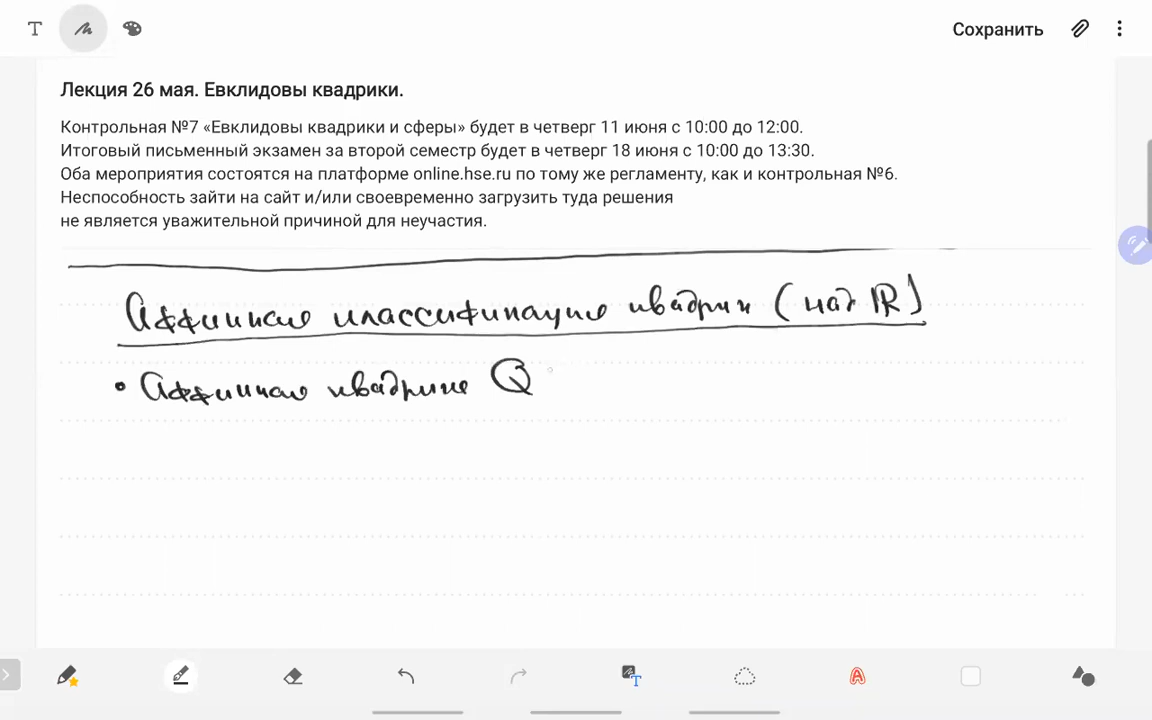 Сохранить
Лекция 26 мая. Евклидовы квадрики.
Контрольная №7 «Евклидовы квадрики и сферы» будет в четверг 11 июня с 10:00 до 12:00.
Итоговый письменный экзамен за второй семестр будет в четверг 18 июня с 10:00 до 13:30.
Оба мероприятия состоятся на платформе online.hse.ru по тому же регламенту, как и контрольная №6.
Неспособность зайти на сайт и/или своевременно загрузить туда решения
не является уважительной причиной для неучастия.
Аффинная классификация квадрик (над ℝ)
• Аффинная квадрика Q